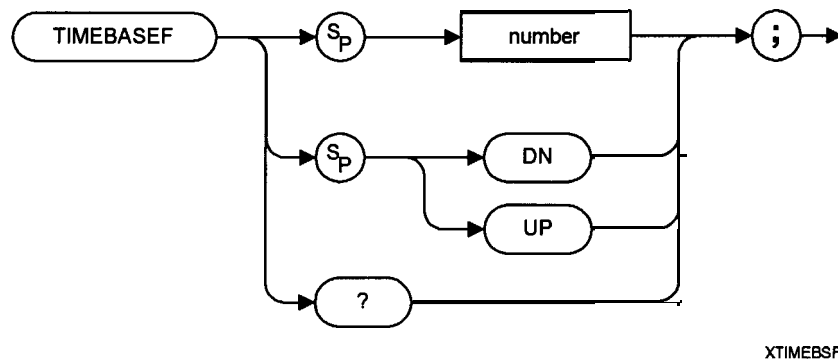 TIMEBASEF
SP
number
;
SP
DN
UP
?
XTIMEBSF